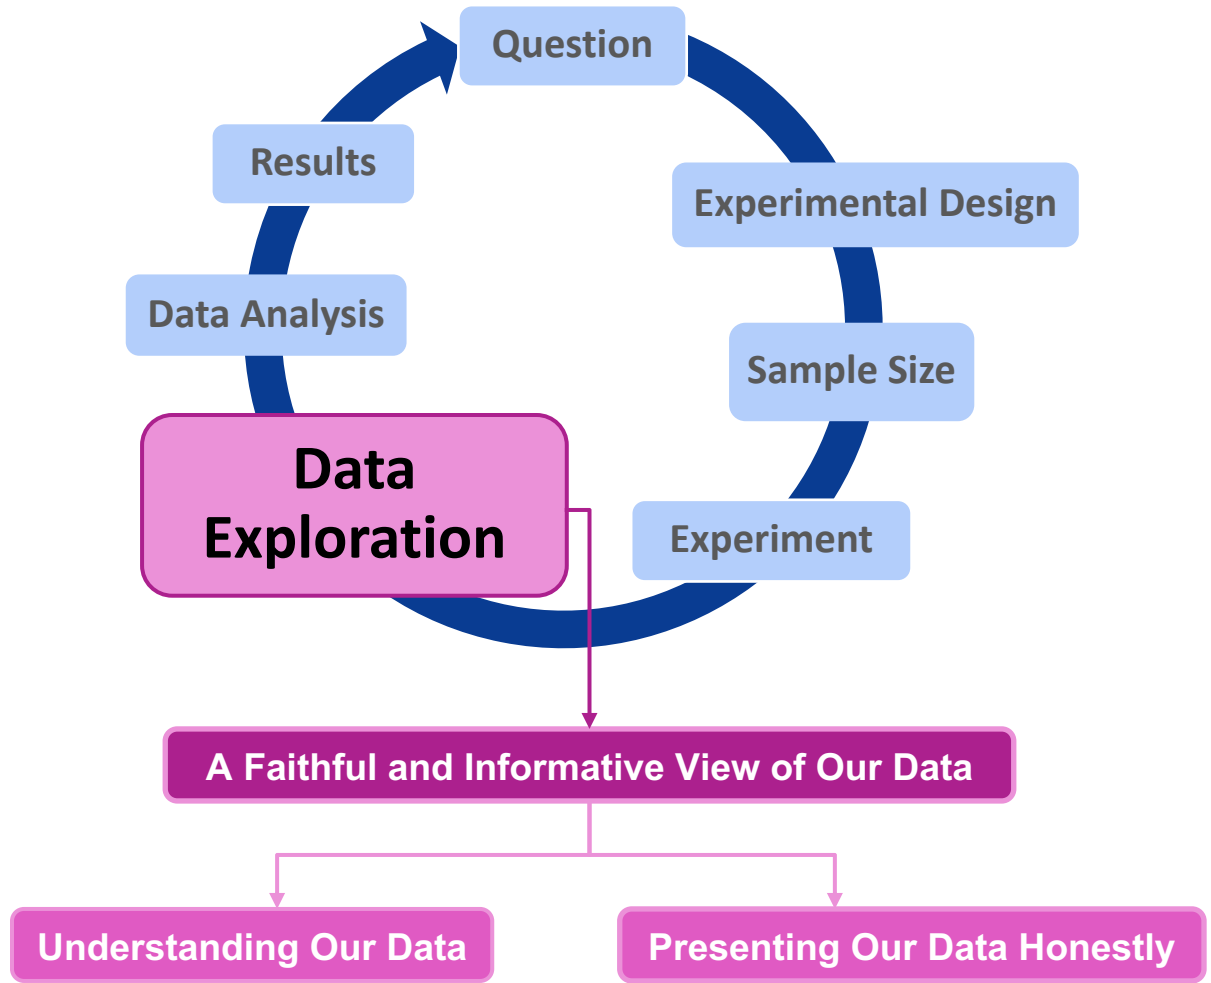 Question
Experimental Design
Sample Size
Experiment
Data
Exploration
Data Analysis
Results
A Faithful and Informative View of Our Data
Understanding Our Data
Presenting Our Data Honestly